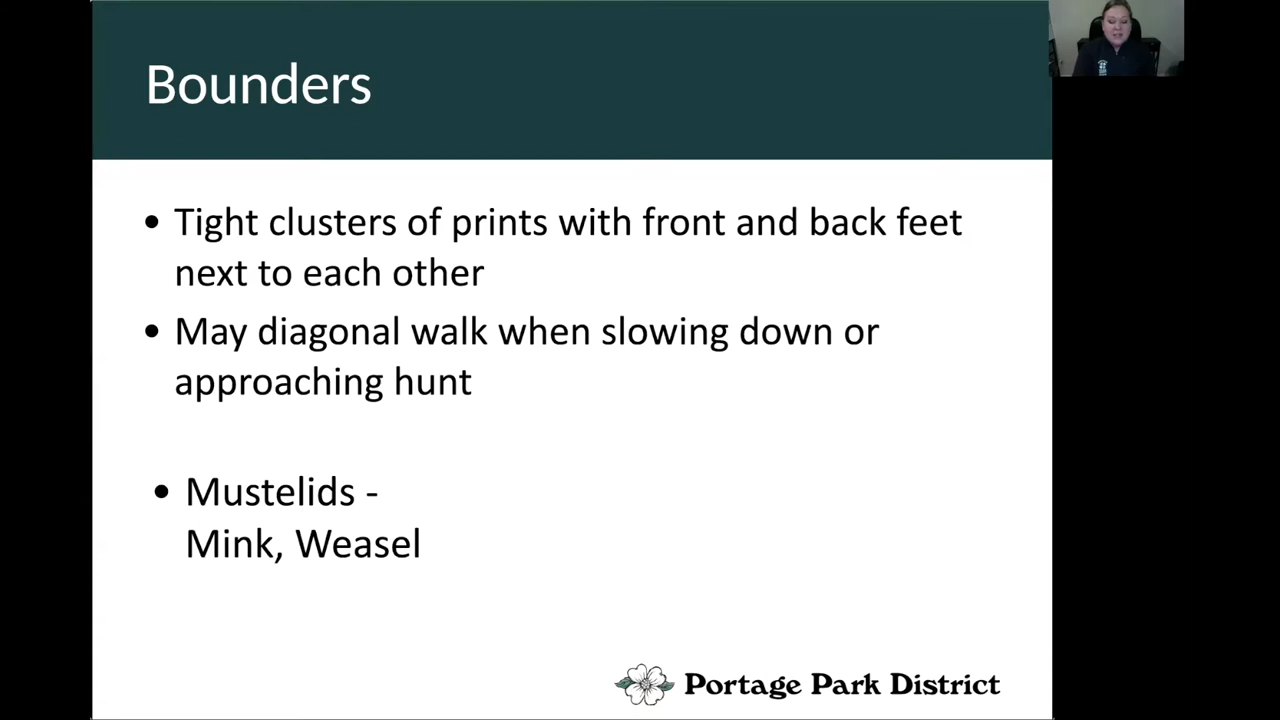 Bounders
• Tight clusters of prints with front and back feet
next to each other
• May diagonal walk when slowing down or
approaching hunt
• Mustelids -
Mink, Weasel
Portage Park District